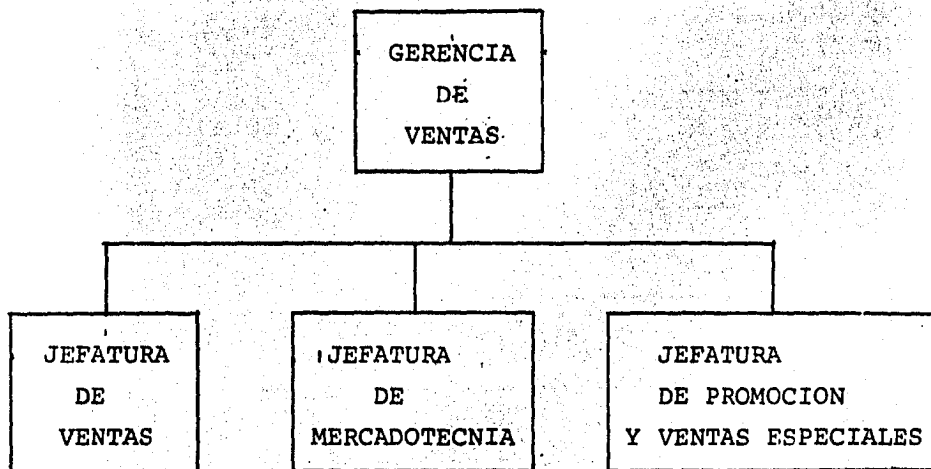 GERENCIA
DE
VENTAS
JEFATURA
DE
VENTAS
JEFATURA
DE
MERCADOTECNIA
JEFATURA
DE PROMOCION
Y VENTAS ESPECIALES